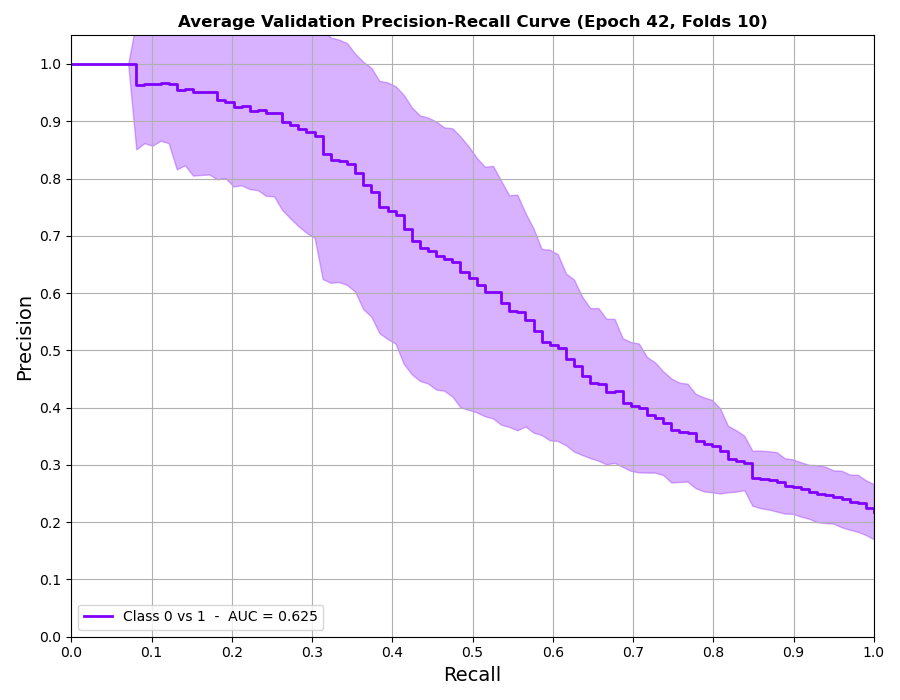 Average Validation Precision-Recall Curve (Epoch 42, Folds 10)
Precision
1.0
0.9
0.8
0.7
0.6
0.5
0.4
0.3
0.2
0.1
0.0
Class 0 vs 1 - AUC = 0.625
0.0 0.1 0.2 0.3 0.4 0.5 0.6 0.7 0.8 0.9 1.0
Recall